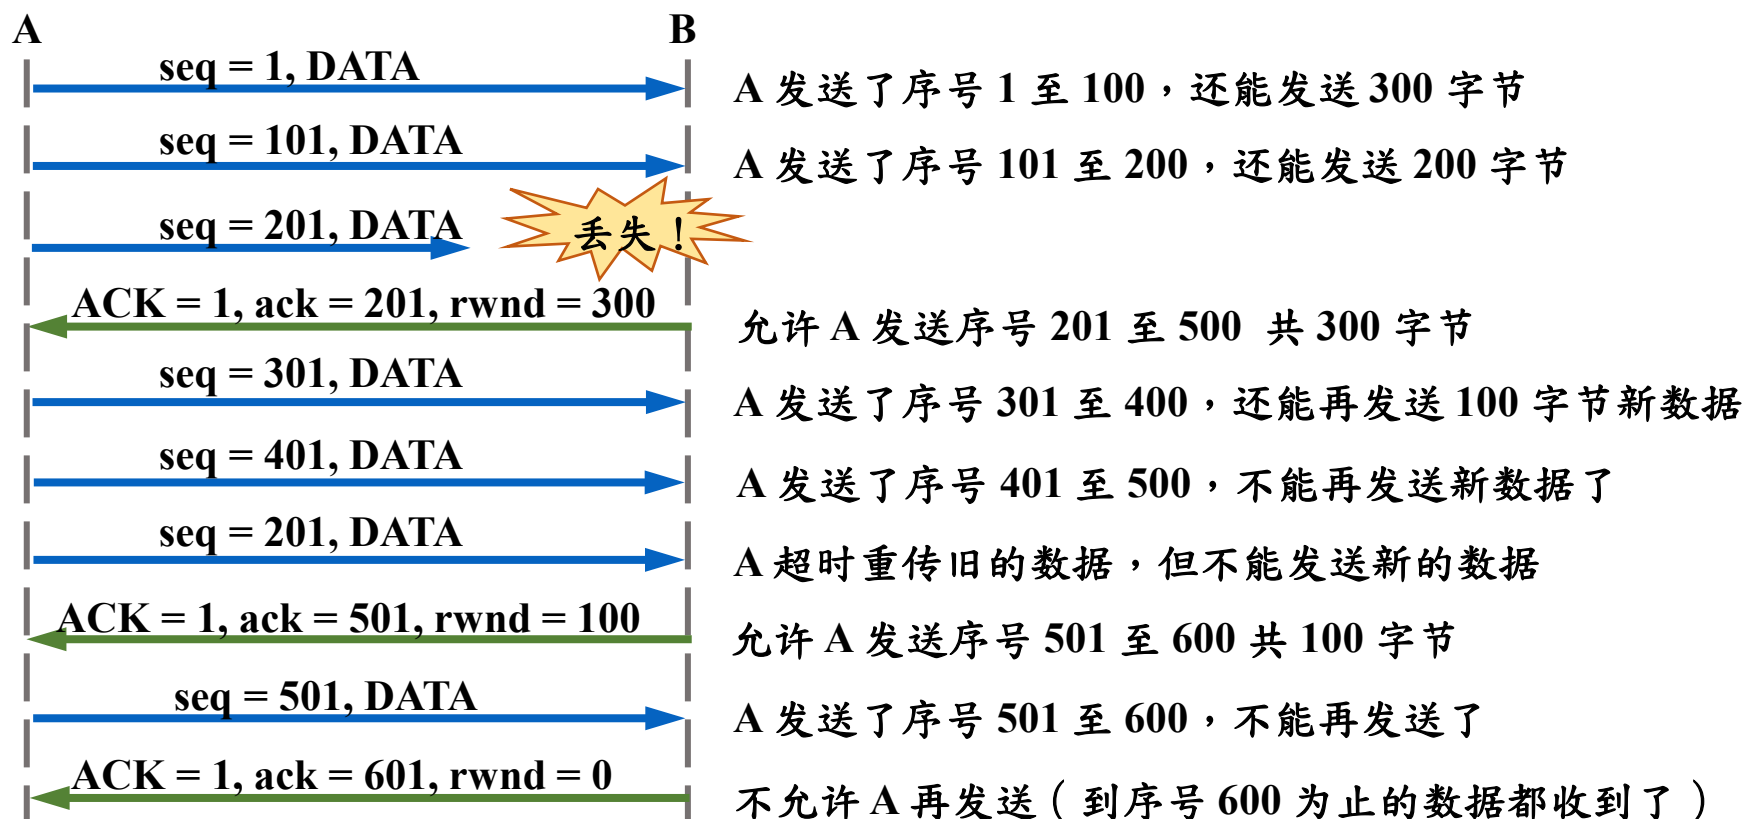 A B
seq = 1, DATA
A 发送了序号 1 至 100，还能发送 300 字节
seq = 101, DATA
A 发送了序号 101 至 200，还能发送 200 字节
seq = 201, DATA
丢失！
ACK = 1, ack = 201, rwnd = 300
允许 A 发送序号 201 至 500 共 300 字节
seq = 301, DATA
A 发送了序号 301 至 400，还能再发送 100 字节新数据
seq = 401, DATA
A 发送了序号 401 至 500，不能再发送新数据了
seq = 201, DATA
A 超时重传旧的数据，但不能发送新的数据
ACK = 1, ack = 501, rwnd = 100
允许 A 发送序号 501 至 600 共 100 字节
seq = 501, DATA
A 发送了序号 501 至 600，不能再发送了
ACK = 1, ack = 601, rwnd = 0
不允许 A 再发送（到序号 600 为止的数据都收到了）